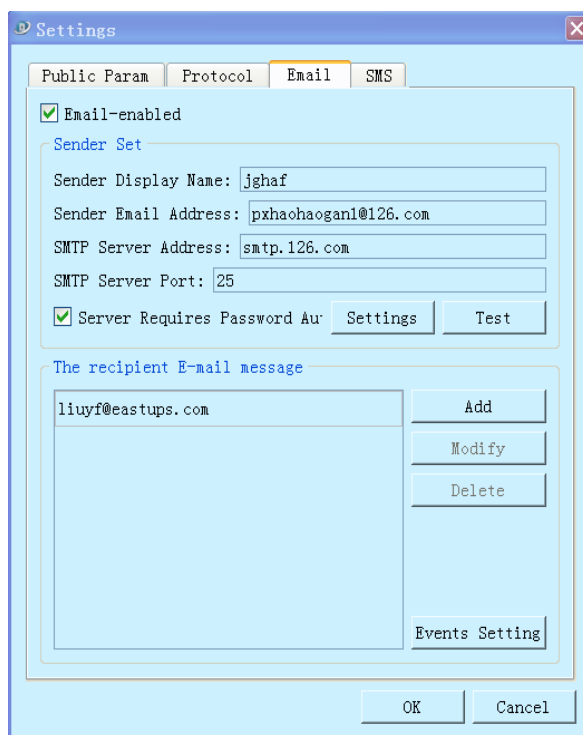 Settings
Public Param Protocol Email SMS
Email-enabled
Sender Set
Sender Display Name: jghaf
Sender Email Address: pxhaohaogan1@126.com
SMTP Server Address: smtp.126.com
SMTP Server Port: 25
Server Requires Password Au Settings Test
The recipient E-mail message
liuyf@eastups.com
Add
Modify
Delete
Events Setting
OK Cancel